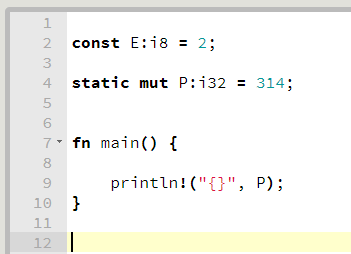 1
2 const E:i8 = 2;
3
4 static mut P:i32 = 314;
5
6
7 fn main() {
8
9     println!("{}", P);
10 }
11
12